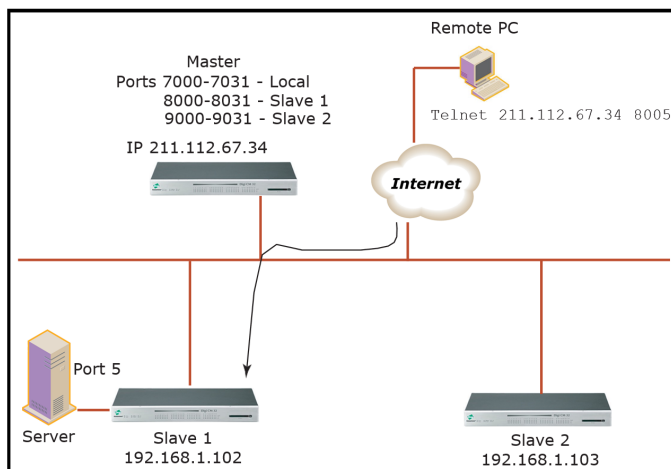 Remote PC
Master
Ports 7000-7031 - Local
8000-8031 - Slave 1
9000-9031 - Slave 2
Telnet 211.112.67.34 8005
IP 211.112.67.34
Internet
Port 5
Server
Slave 1
192.168.1.102
Slave 2
192.168.1.103